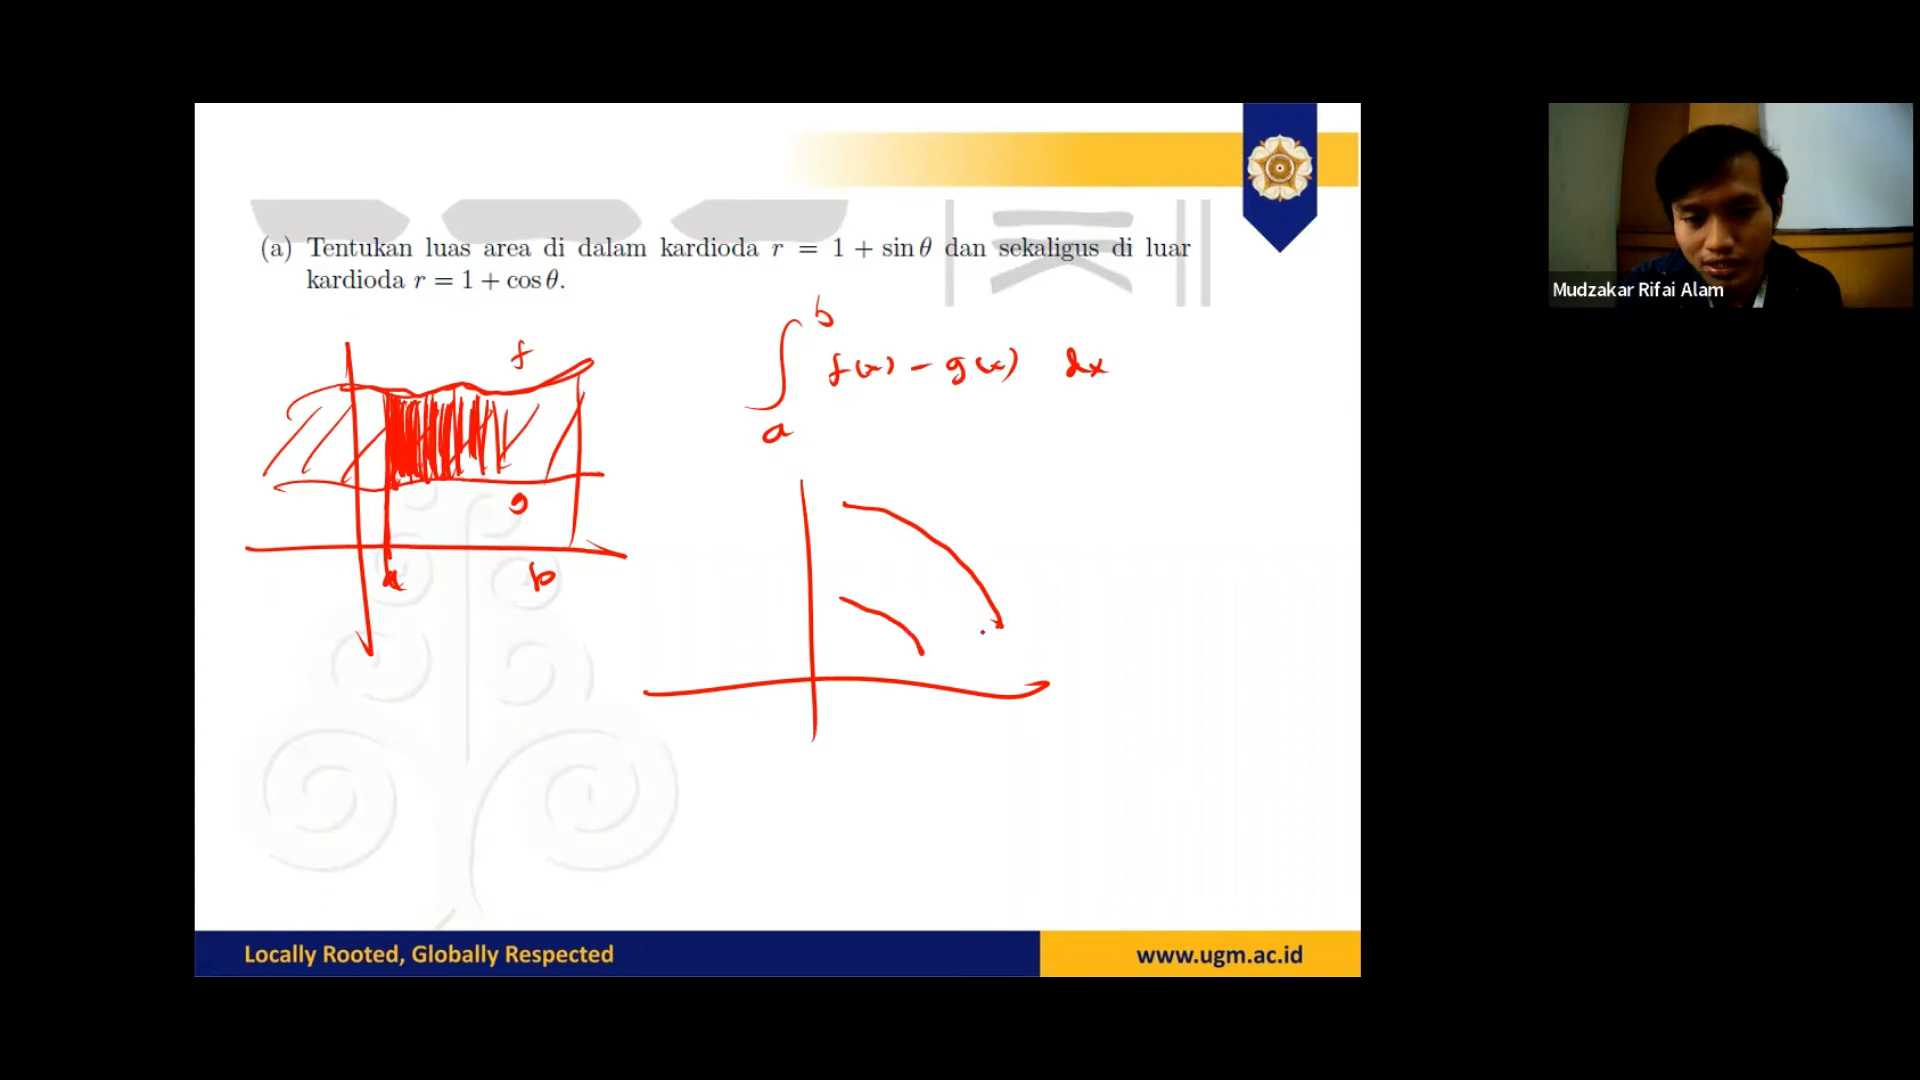 (a) Tentukan luas area di dalam kardioda r = 1 + sin θ dan sekaligus di luar
kardioda r = 1 + cos θ.
b
∫ f(x) - g(x) dx
a
f
g
a b
Mudzakar Rifai Alam
Locally Rooted, Globally Respected
www.ugm.ac.id